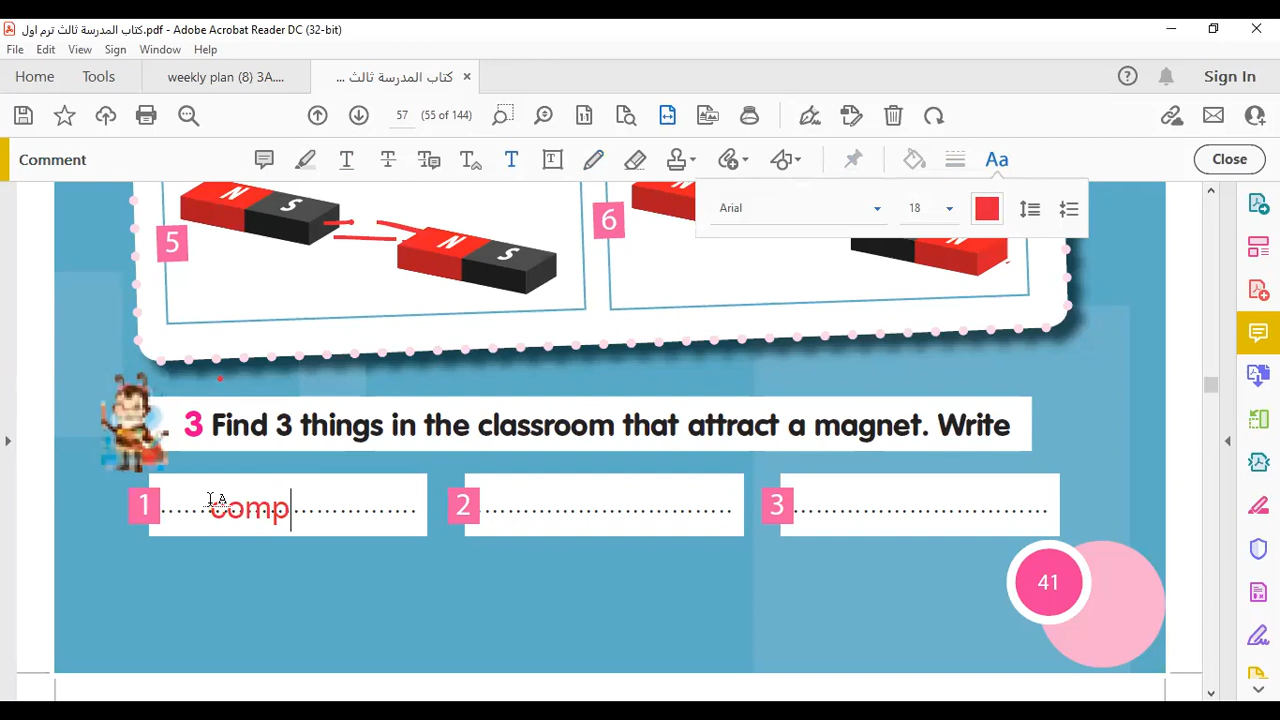 كتاب المدرسة ثالث ترم اول.pdf - Adobe Acrobat Reader DC (32-bit)
File Edit View Sign Window Help
Home Tools weekly plan (8) 3A.... كتاب المدرسة ثالث ... × Sign In
57 (55 of 144)
Comment Close
Arial 18
N S
N S
N
N
5
6
3 Find 3 things in the classroom that attract a magnet. Write
1 ........comp........ 2 ................ 3 ................
41